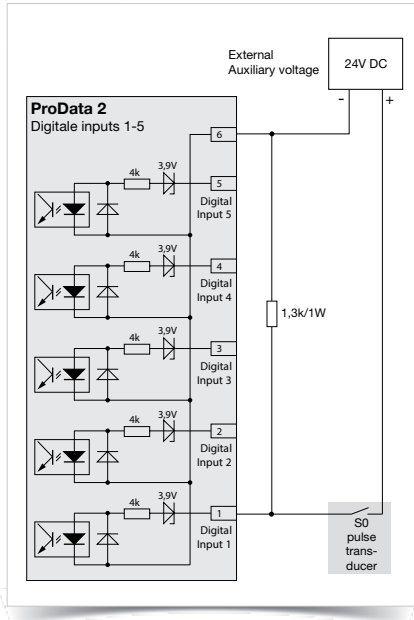 External
Auxiliary voltage
24V DC
-
+
ProData 2
Digitale inputs 1-5
6
4k
3,9V
5
Digital
Input 5
4k
3,9V
4
Digital
Input 4
1,3k/1W
4k
3,9V
3
Digital
Input 3
4k
3,9V
2
Digital
Input 2
4k
3,9V
1
Digital
Input 1
S0
pulse
trans-
ducer